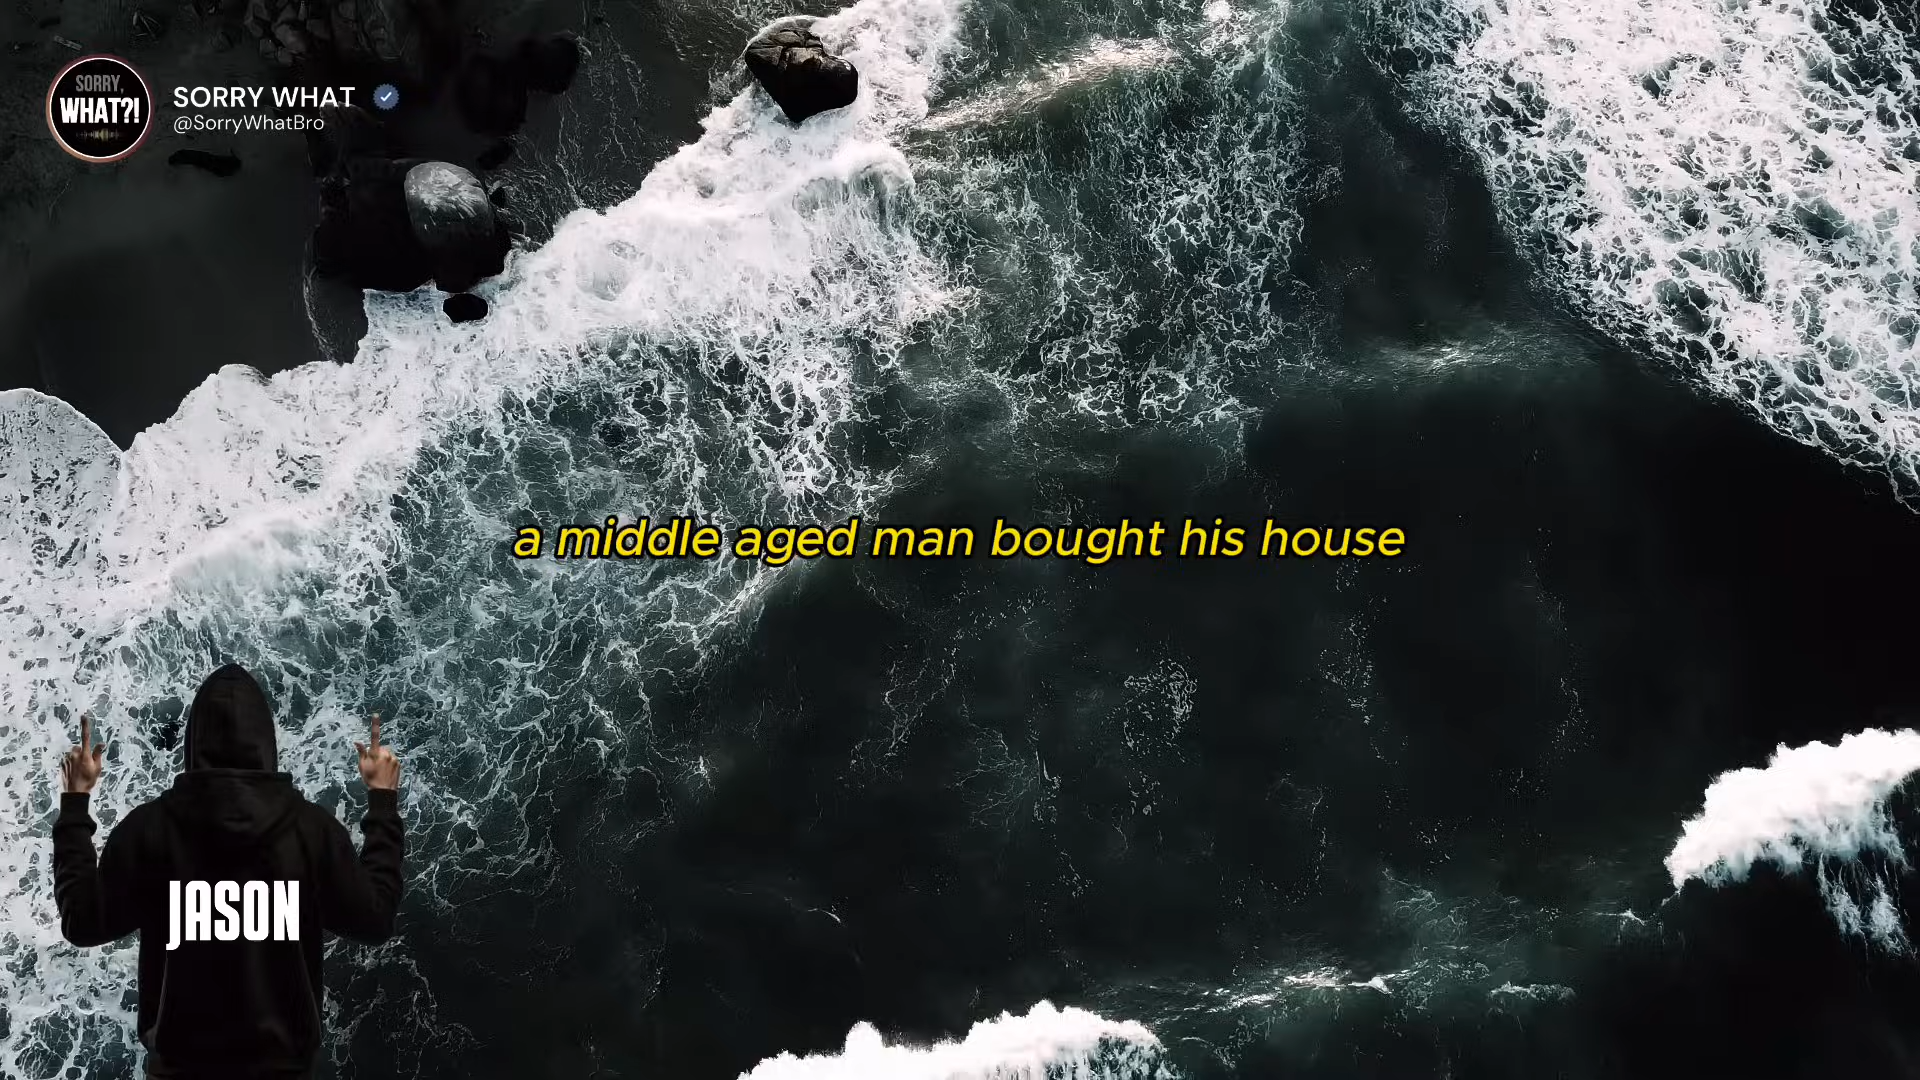 SORRY,
WHAT?!
SORRY WHAT
@SorryWhatBro
a middle aged man bought his house
JASON